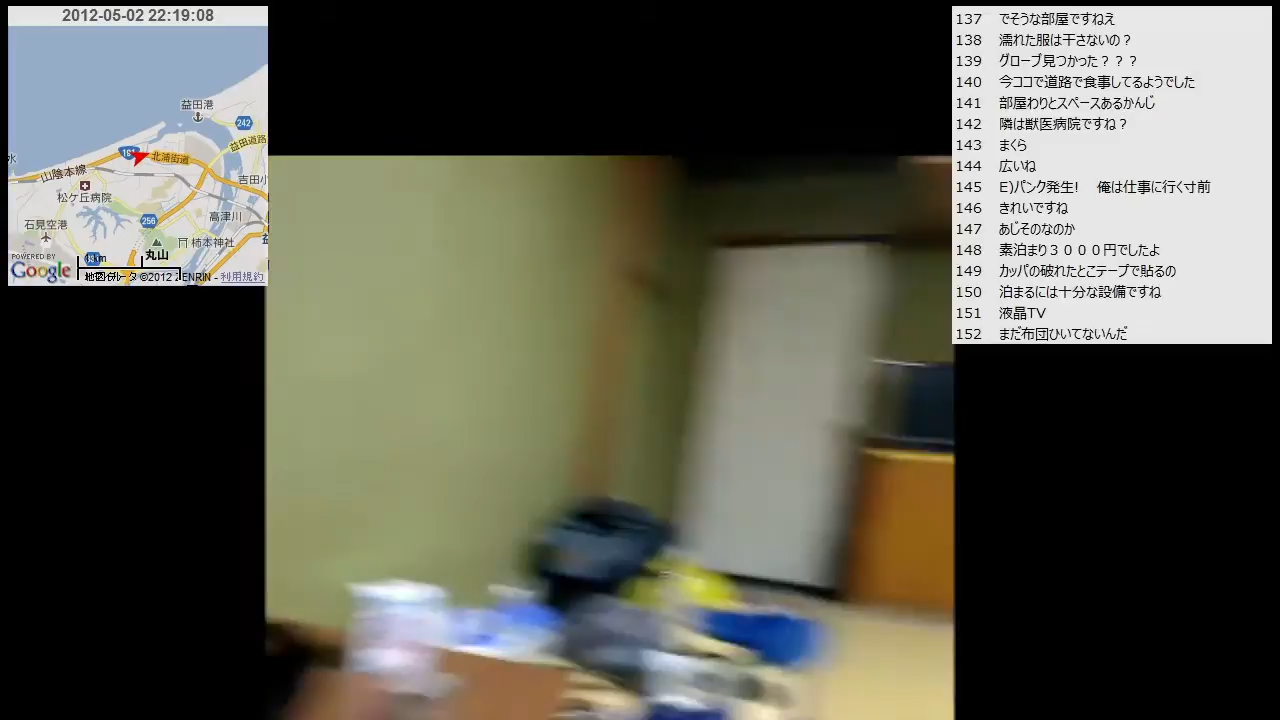 2012-05-02 22:19:08
益田港
242
191
北浦街道
益田道路
山陰本線
吉田小
松ケ丘病院
256
高津川
石見空港
柿本神社
丸山
POWERED BY
Google
©2012 ZENRIN - 利用規約
137 でそうな部屋ですねえ
138 濡れた服は干さないの？
139 グローブ見つかった？？？
140 今ココで道路で食事してるようでした
141 部屋わりとスペースあるかんじ
142 隣は獣医病院ですね？
143 まくら
144 広いね
145 E)パンク発生!　俺は仕事に行く寸前
146 きれいですね
147 あじそのなのか
148 素泊まり３０００円でしたよ
149 カッパの破れたとこテープで貼るの
150 泊まるには十分な設備ですね
151 液晶TV
152 まだ布団ひいてないんだ